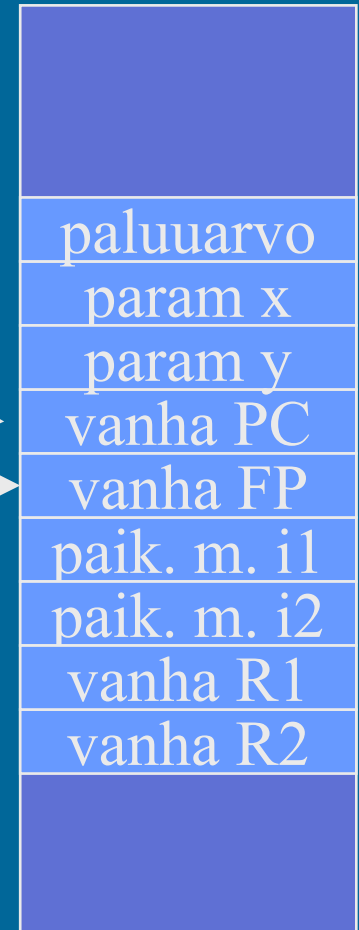 paluuarvo
param x
param y
vanha PC
vanha FP
paik. m. i1
paik. m. i2
vanha R1
vanha R2